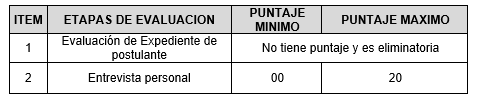 ITEM ETAPAS DE EVALUACION PUNTAJE MINIMO PUNTAJE MAXIMO
1 Evaluación de Expediente de postulante No tiene puntaje y es eliminatoria
2 Entrevista personal 00 20